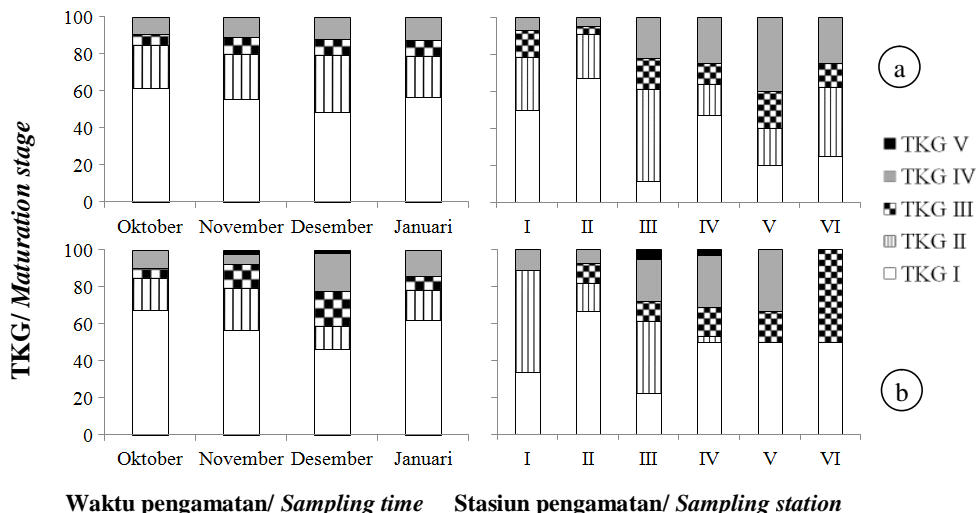 TKG/ Maturation stage
100
80
60
40
20
0
Oktober November Desember Januari
I II III IV V VI
a
100
80
60
40
20
0
Oktober November Desember Januari
I II III IV V VI
b
TKG V
TKG IV
TKG III
TKG II
TKG I
Waktu pengamatan/ Sampling time
Stasiun pengamatan/ Sampling station